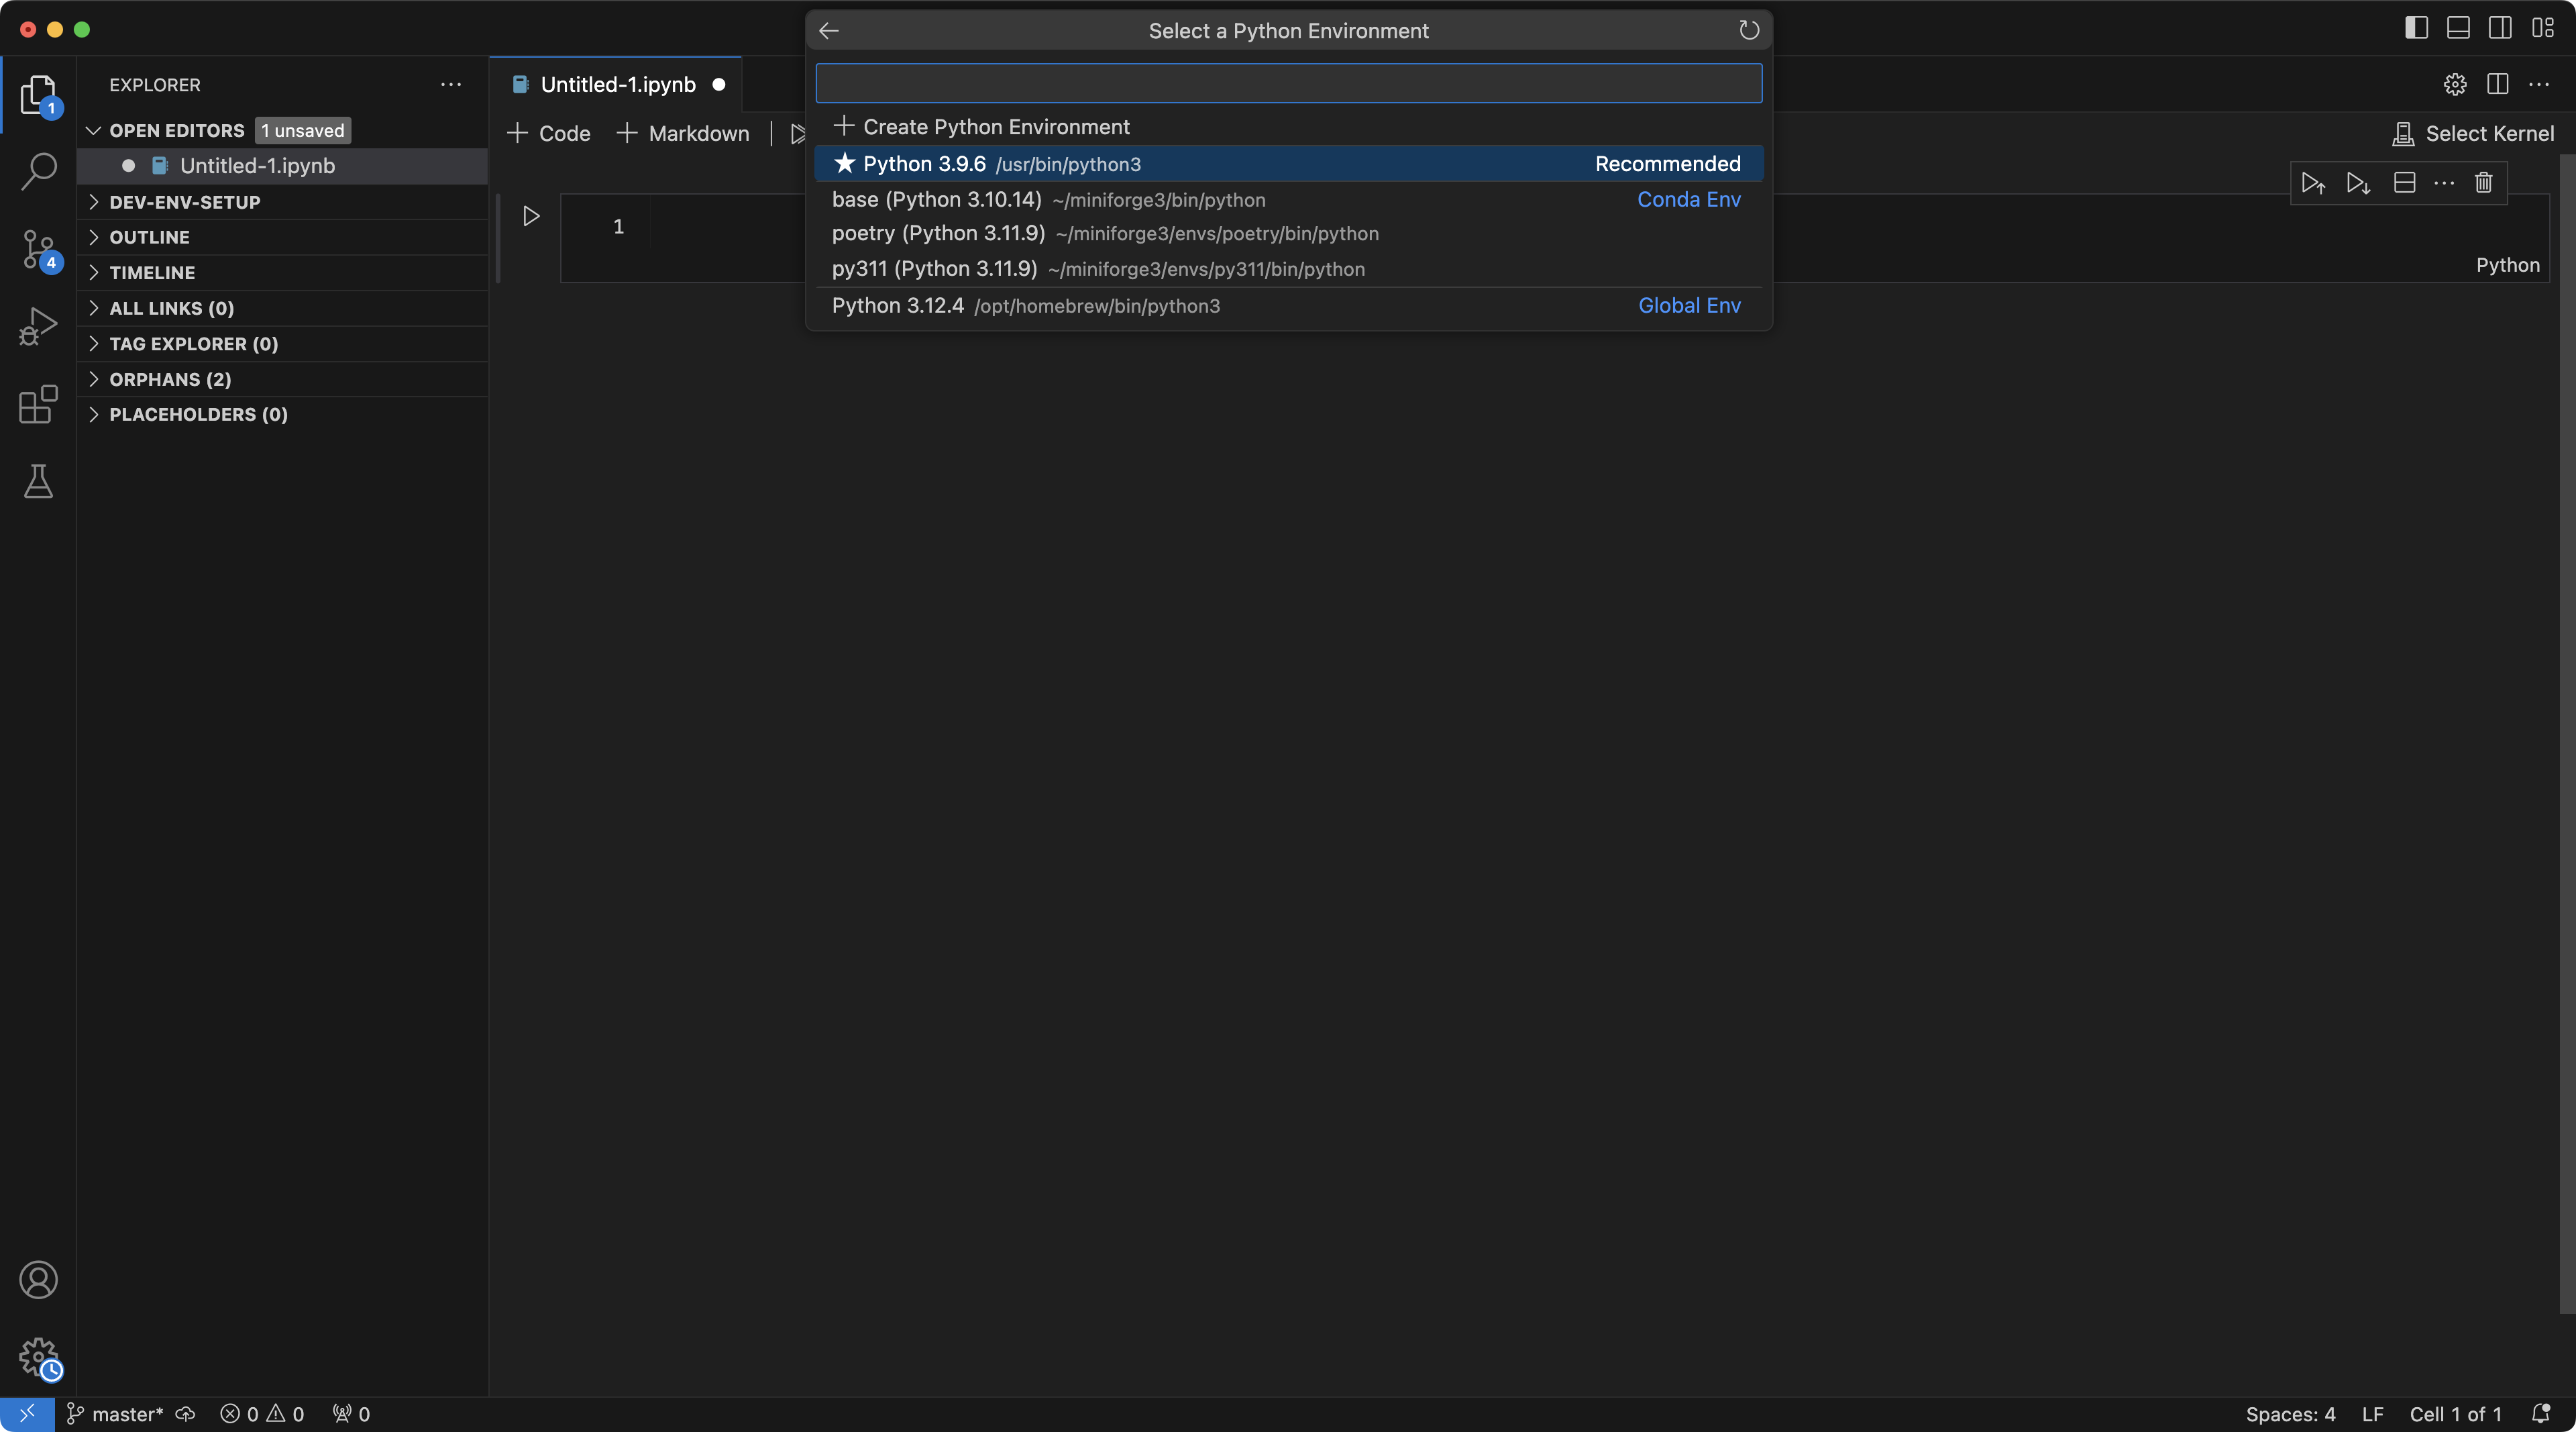 Select a Python Environment
EXPLORER
Untitled-1.ipynb
OPEN EDITORS 1 unsaved
Untitled-1.ipynb
DEV-ENV-SETUP
OUTLINE
TIMELINE
ALL LINKS (0)
TAG EXPLORER (0)
ORPHANS (2)
PLACEHOLDERS (0)
1
4
Code Markdown
Select Kernel
Create Python Environment
Python 3.9.6 /usr/bin/python3 Recommended
base (Python 3.10.14) ~/miniforge3/bin/python Conda Env
poetry (Python 3.11.9) ~/miniforge3/envs/poetry/bin/python
py311 (Python 3.11.9) ~/miniforge3/envs/py311/bin/python
Python 3.12.4 /opt/homebrew/bin/python3 Global Env
1
Python
master* 0 0 0
Spaces: 4 LF Cell 1 of 1